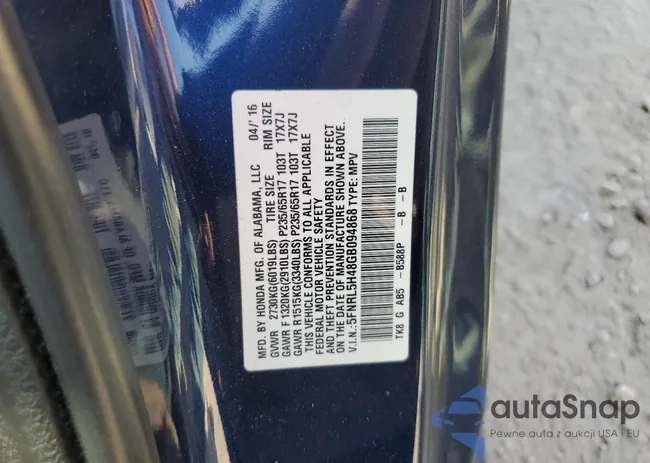 MFD. BY HONDA MFG. OF ALABAMA, LLC 04/'16
GVWR 2730KG(6019LBS) TIRE SIZE RIM SIZE
GAWR F 1320KG(2910LBS) P235/65R17 103T 17X7J
GAWR R 1515KG(3340LBS) P235/65R17 103T 17X7J
THIS VEHICLE CONFORMS TO ALL APPLICABLE
FEDERAL MOTOR VEHICLE SAFETY
AND THEFT PREVENTION STANDARDS IN EFFECT
ON THE DATE OF MANUFACTURE SHOWN ABOVE.
V.I.N.:5FNRL5H48GB094868 TYPE: MPV
TK8 G AB5 -B588P -B -B
autaSnap
Pewne auta z aukcji USA i EU